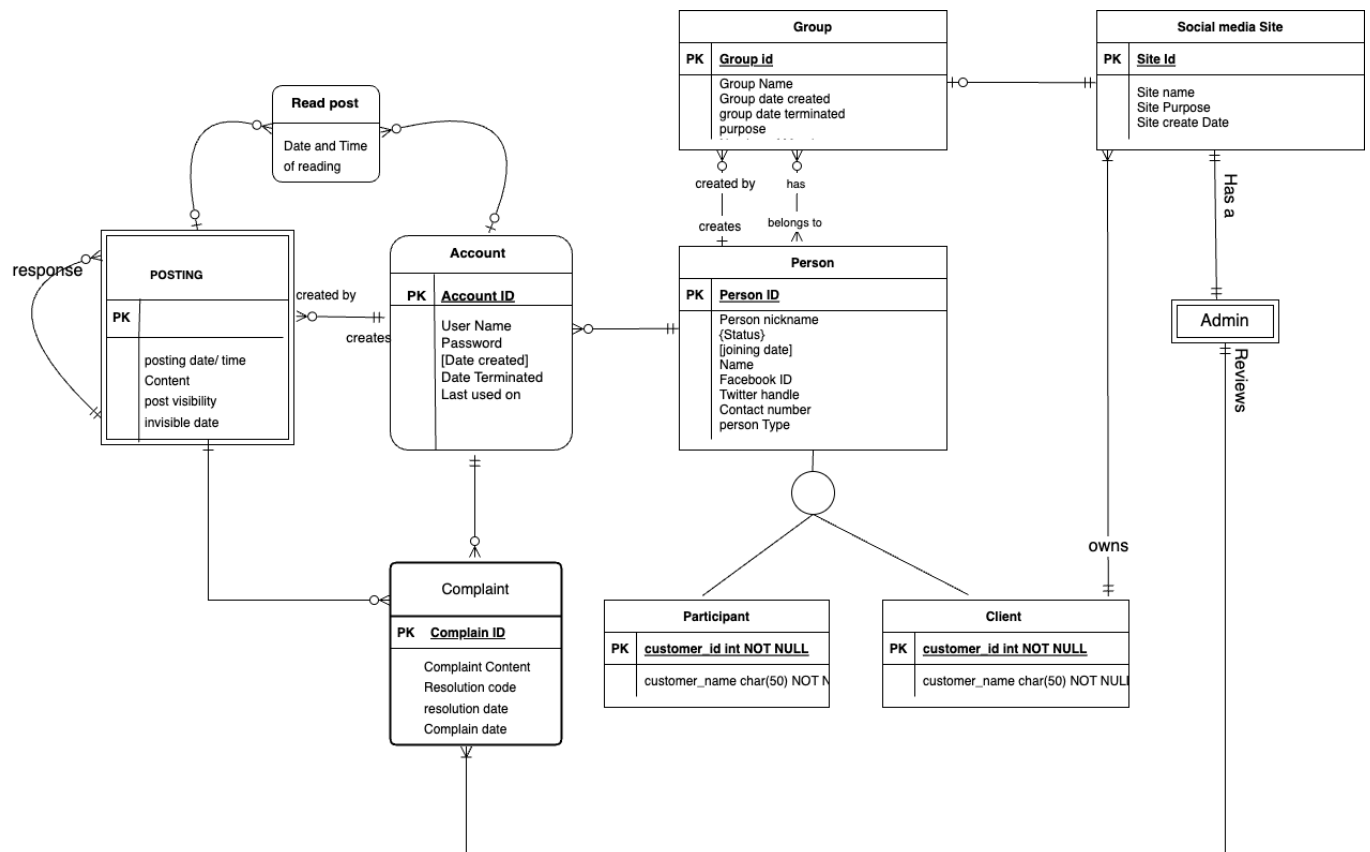 Group
PK Group id
Group Name
Group date created
group date terminated
purpose
Social media Site
PK Site Id
Site name
Site Purpose
Site create Date
Read post
Date and Time
of reading
created by
has
creates
belongs to
Has a
response
POSTING
PK
posting date/ time
Content
post visibility
invisible date
created by
creates
Account
PK Account ID
User Name
Password
[Date created]
Date Terminated
Last used on
Person
PK Person ID
Person nickname
{Status}
[joining date]
Name
Facebook ID
Twitter handle
Contact number
person Type
Admin
Reviews
owns
Complaint
PK Complain ID
Complaint Content
Resolution code
resolution date
Complain date
Participant
PK customer_id int NOT NULL
customer_name char(50) NOT N
Client
PK customer_id int NOT NULL
customer_name char(50) NOT NULL